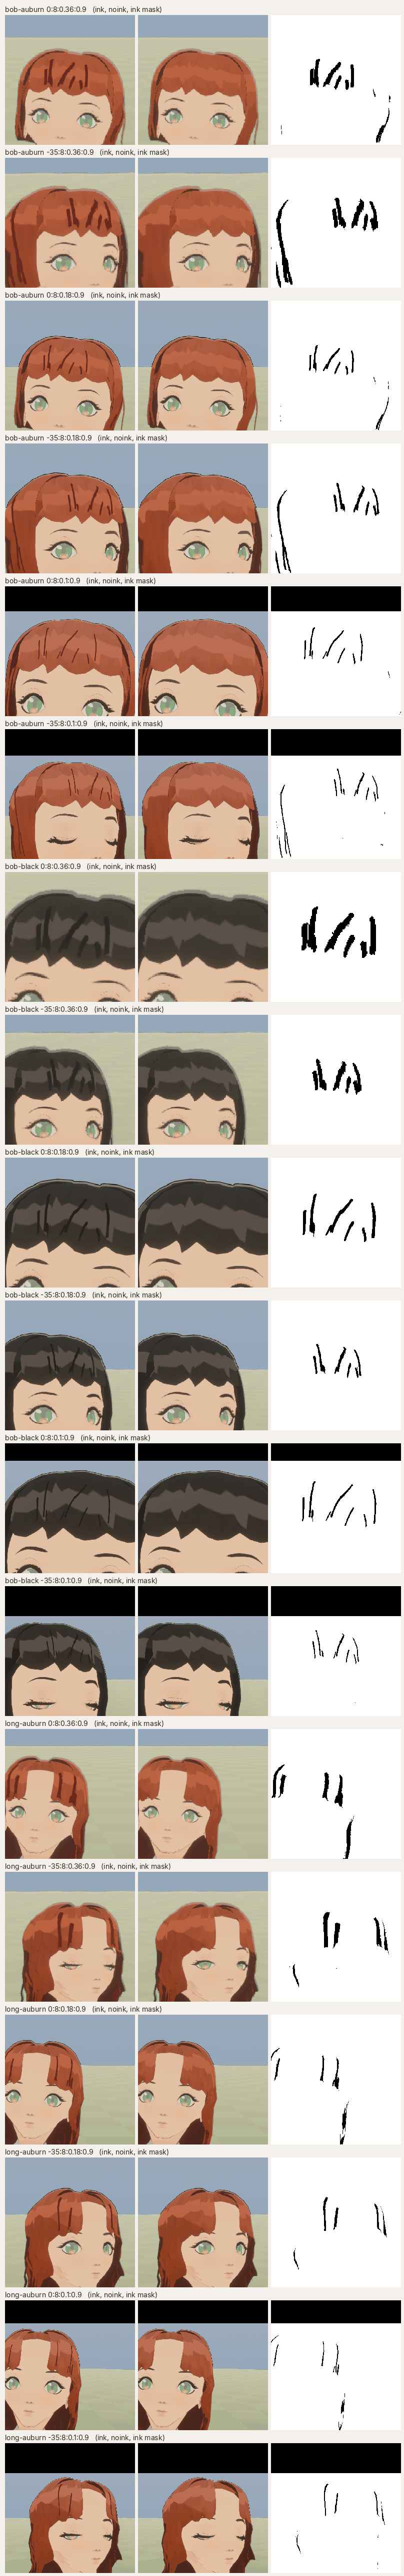 bob-auburn 0:8:0.36:0.9 (ink, noink, ink mask)
bob-auburn -35:8:0.36:0.9 (ink, noink, ink mask)
bob-auburn 0:8:0.18:0.9 (ink, noink, ink mask)
bob-auburn -35:8:0.18:0.9 (ink, noink, ink mask)
bob-auburn 0:8:0.1:0.9 (ink, noink, ink mask)
bob-auburn -35:8:0.1:0.9 (ink, noink, ink mask)
bob-black 0:8:0.36:0.9 (ink, noink, ink mask)
bob-black -35:8:0.36:0.9 (ink, noink, ink mask)
bob-black 0:8:0.18:0.9 (ink, noink, ink mask)
bob-black -35:8:0.18:0.9 (ink, noink, ink mask)
bob-black 0:8:0.1:0.9 (ink, noink, ink mask)
bob-black -35:8:0.1:0.9 (ink, noink, ink mask)
long-auburn 0:8:0.36:0.9 (ink, noink, ink mask)
long-auburn -35:8:0.36:0.9 (ink, noink, ink mask)
long-auburn 0:8:0.18:0.9 (ink, noink, ink mask)
long-auburn -35:8:0.18:0.9 (ink, noink, ink mask)
long-auburn 0:8:0.1:0.9 (ink, noink, ink mask)
long-auburn -35:8:0.1:0.9 (ink, noink, ink mask)